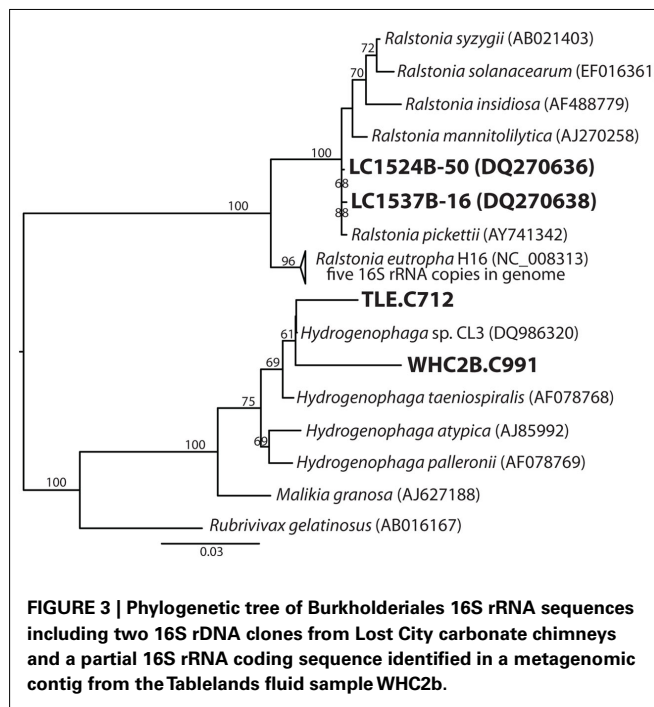 72
Ralstonia syzygii (AB021403)
70
Ralstonia solanacearum (EF016361
Ralstonia insidiosa (AF488779)
Ralstonia mannitolilytica (AJ270258)
100
LC1524B-50 (DQ270636)
68
LC1537B-16 (DQ270638)
88
100
Ralstonia pickettii (AY741342)
96
Ralstonia eutropha H16 (NC_008313)
five 16S rRNA copies in genome
TLE.C712
61
Hydrogenophaga sp. CL3 (DQ986320)
69
WHC2B.C991
Hydrogenophaga taeniospiralis (AF078768)
75
Hydrogenophaga atypica (AJ85992)
69
100
Hydrogenophaga palleronii (AF078769)
100
Malikia granosa (AJ627188)
Rubrivivax gelatinosus (AB016167)
0.03
FIGURE 3 | Phylogenetic tree of Burkholderiales 16S rRNA sequences
including two 16S rDNA clones from Lost City carbonate chimneys
and a partial 16S rRNA coding sequence identified in a metagenomic
contig from the Tablelands fluid sample WHC2b.